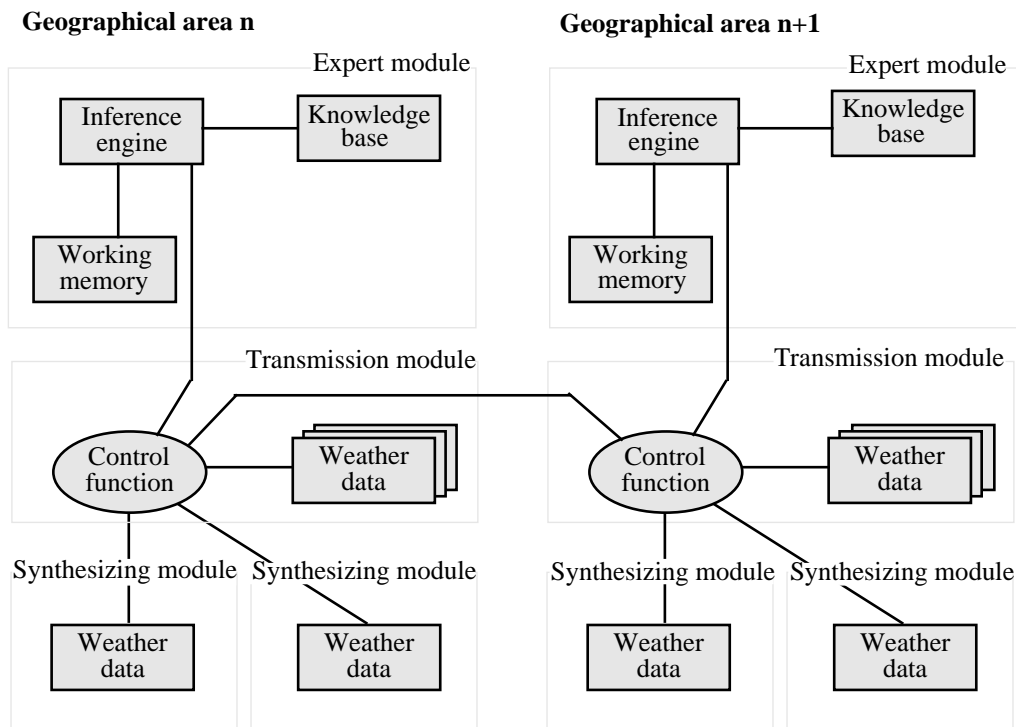 Geographical area n
Geographical area n+1
Expert module
Inference
engine
Knowledge
base
Working
memory
Expert module
Inference
engine
Knowledge
base
Working
memory
Transmission module
Control
function
Weather
data
Transmission module
Control
function
Weather
data
Synthesizing module
Weather
data
Synthesizing module
Weather
data
Synthesizing module
Weather
data
Synthesizing module
Weather
data